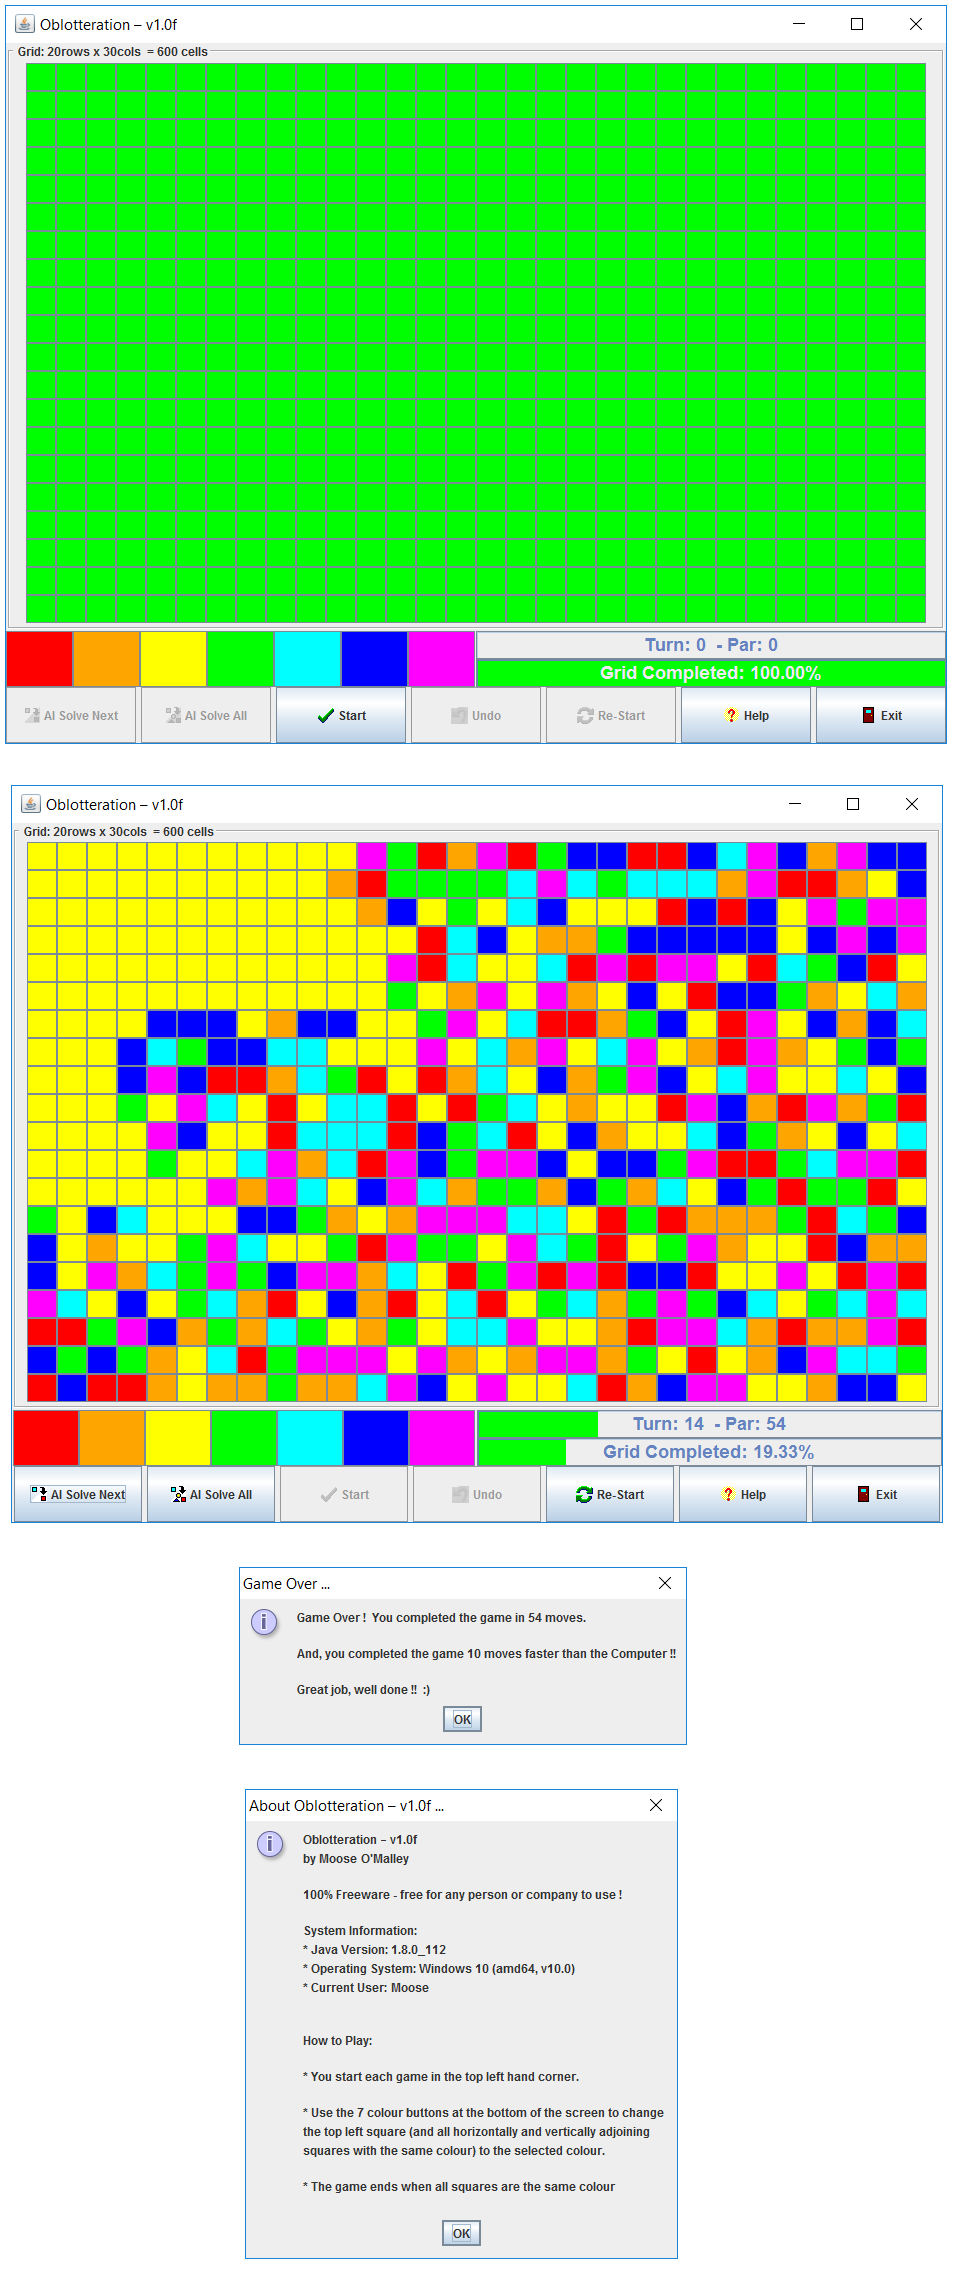 Oblotteration – v1.0f
Grid: 20rows x 30cols = 600 cells
Turn: 0 - Par: 0
Grid Completed: 100.00%
AI Solve Next
AI Solve All
Start
Undo
Re-Start
? Help
Exit
Oblotteration – v1.0f
Grid: 20rows x 30cols = 600 cells
Turn: 14 - Par: 54
Grid Completed: 19.33%
AI Solve Next
AI Solve All
Start
Undo
Re-Start
? Help
Exit
Game Over ...
i
Game Over ! You completed the game in 54 moves.
And, you completed the game 10 moves faster than the Computer !!
Great job, well done !! :)
OK
About Oblotteration – v1.0f ...
i
Oblotteration – v1.0f
by Moose O'Malley
100% Freeware - free for any person or company to use !
System Information:
* Java Version: 1.8.0_112
* Operating System: Windows 10 (amd64, v10.0)
* Current User: Moose
How to Play:
* You start each game in the top left hand corner.
* Use the 7 colour buttons at the bottom of the screen to change
the top left square (and all horizontally and vertically adjoining
squares with the same colour) to the selected colour.
* The game ends when all squares are the same colour
OK